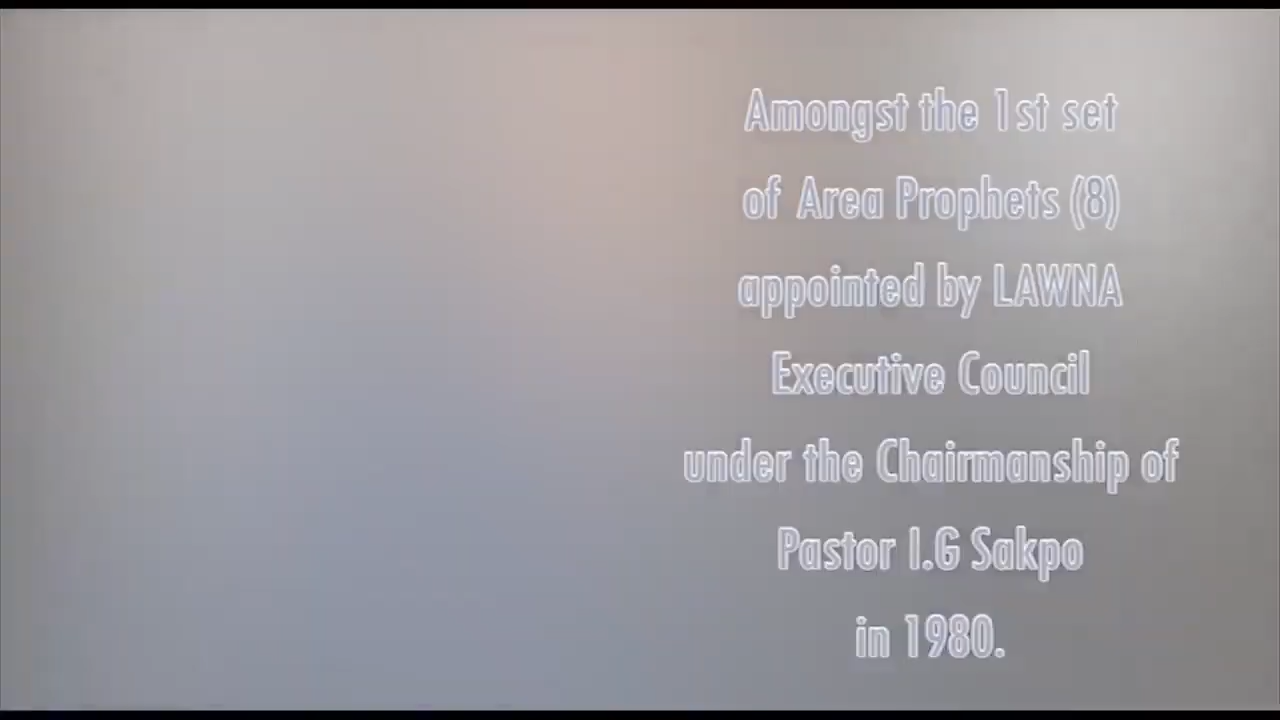 Amongst the 1st set
of Area Prophets (8)
appointed by LAWNA
Executive Council
under the Chairmanship of
Pastor I.G Sakpo
in 1980.